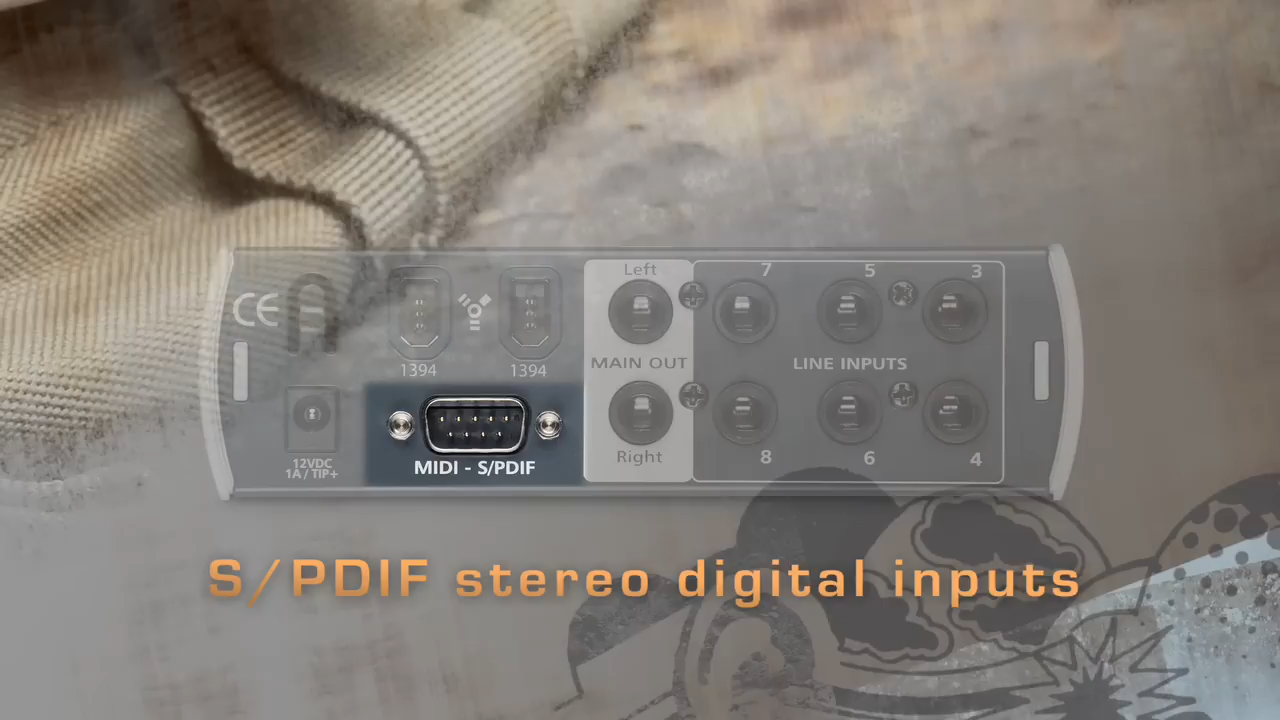 Left
7
5
3
CE
1394
1394
MAIN OUT
LINE INPUTS
12VDC
1A / TIP+
MIDI - S/PDIF
Right
8
6
4
S/PDIF stereo digital inputs